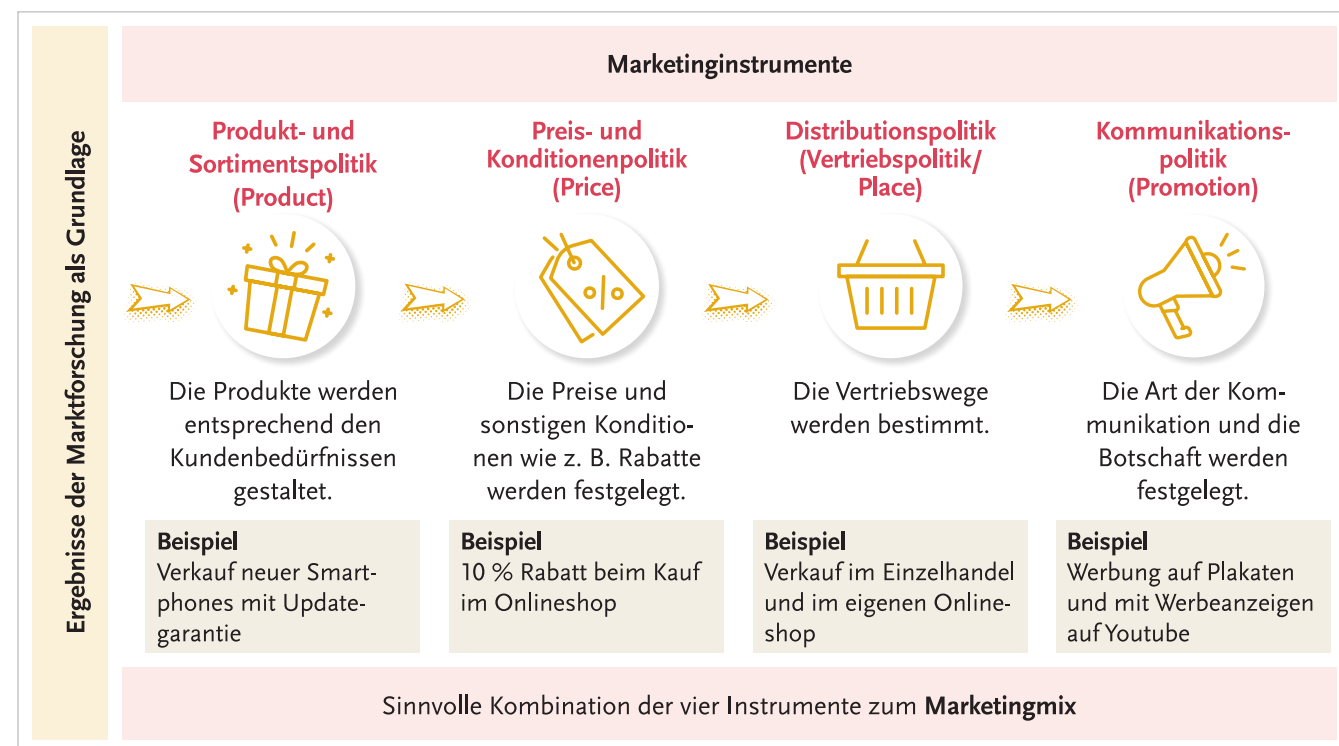 Ergebnisse der Marktforschung als Grundlage
Marketinginstrumente
Produkt- und
Sortimentspolitik
(Product)
Die Produkte werden
entsprechend den
Kundenbedürfnissen
gestaltet.
Beispiel
Verkauf neuer Smart-
phones mit Update-
garantie
Preis- und
Konditionenpolitik
(Price)
%
Die Preise und
sonstigen Konditio-
nen wie z. B. Rabatte
werden festgelegt.
Beispiel
10 % Rabatt beim Kauf
im Onlineshop
Distributionspolitik
(Vertriebspolitik/
Place)
Die Vertriebswege
werden bestimmt.
Beispiel
Verkauf im Einzelhandel
und im eigenen Online-
shop
Kommunikations-
politik
(Promotion)
Die Art der Kom-
munikation und die
Botschaft werden
festgelegt.
Beispiel
Werbung auf Plakaten
und mit Werbeanzeigen
auf Youtube
Sinnvolle Kombination der vier Instrumente zum Marketingmix